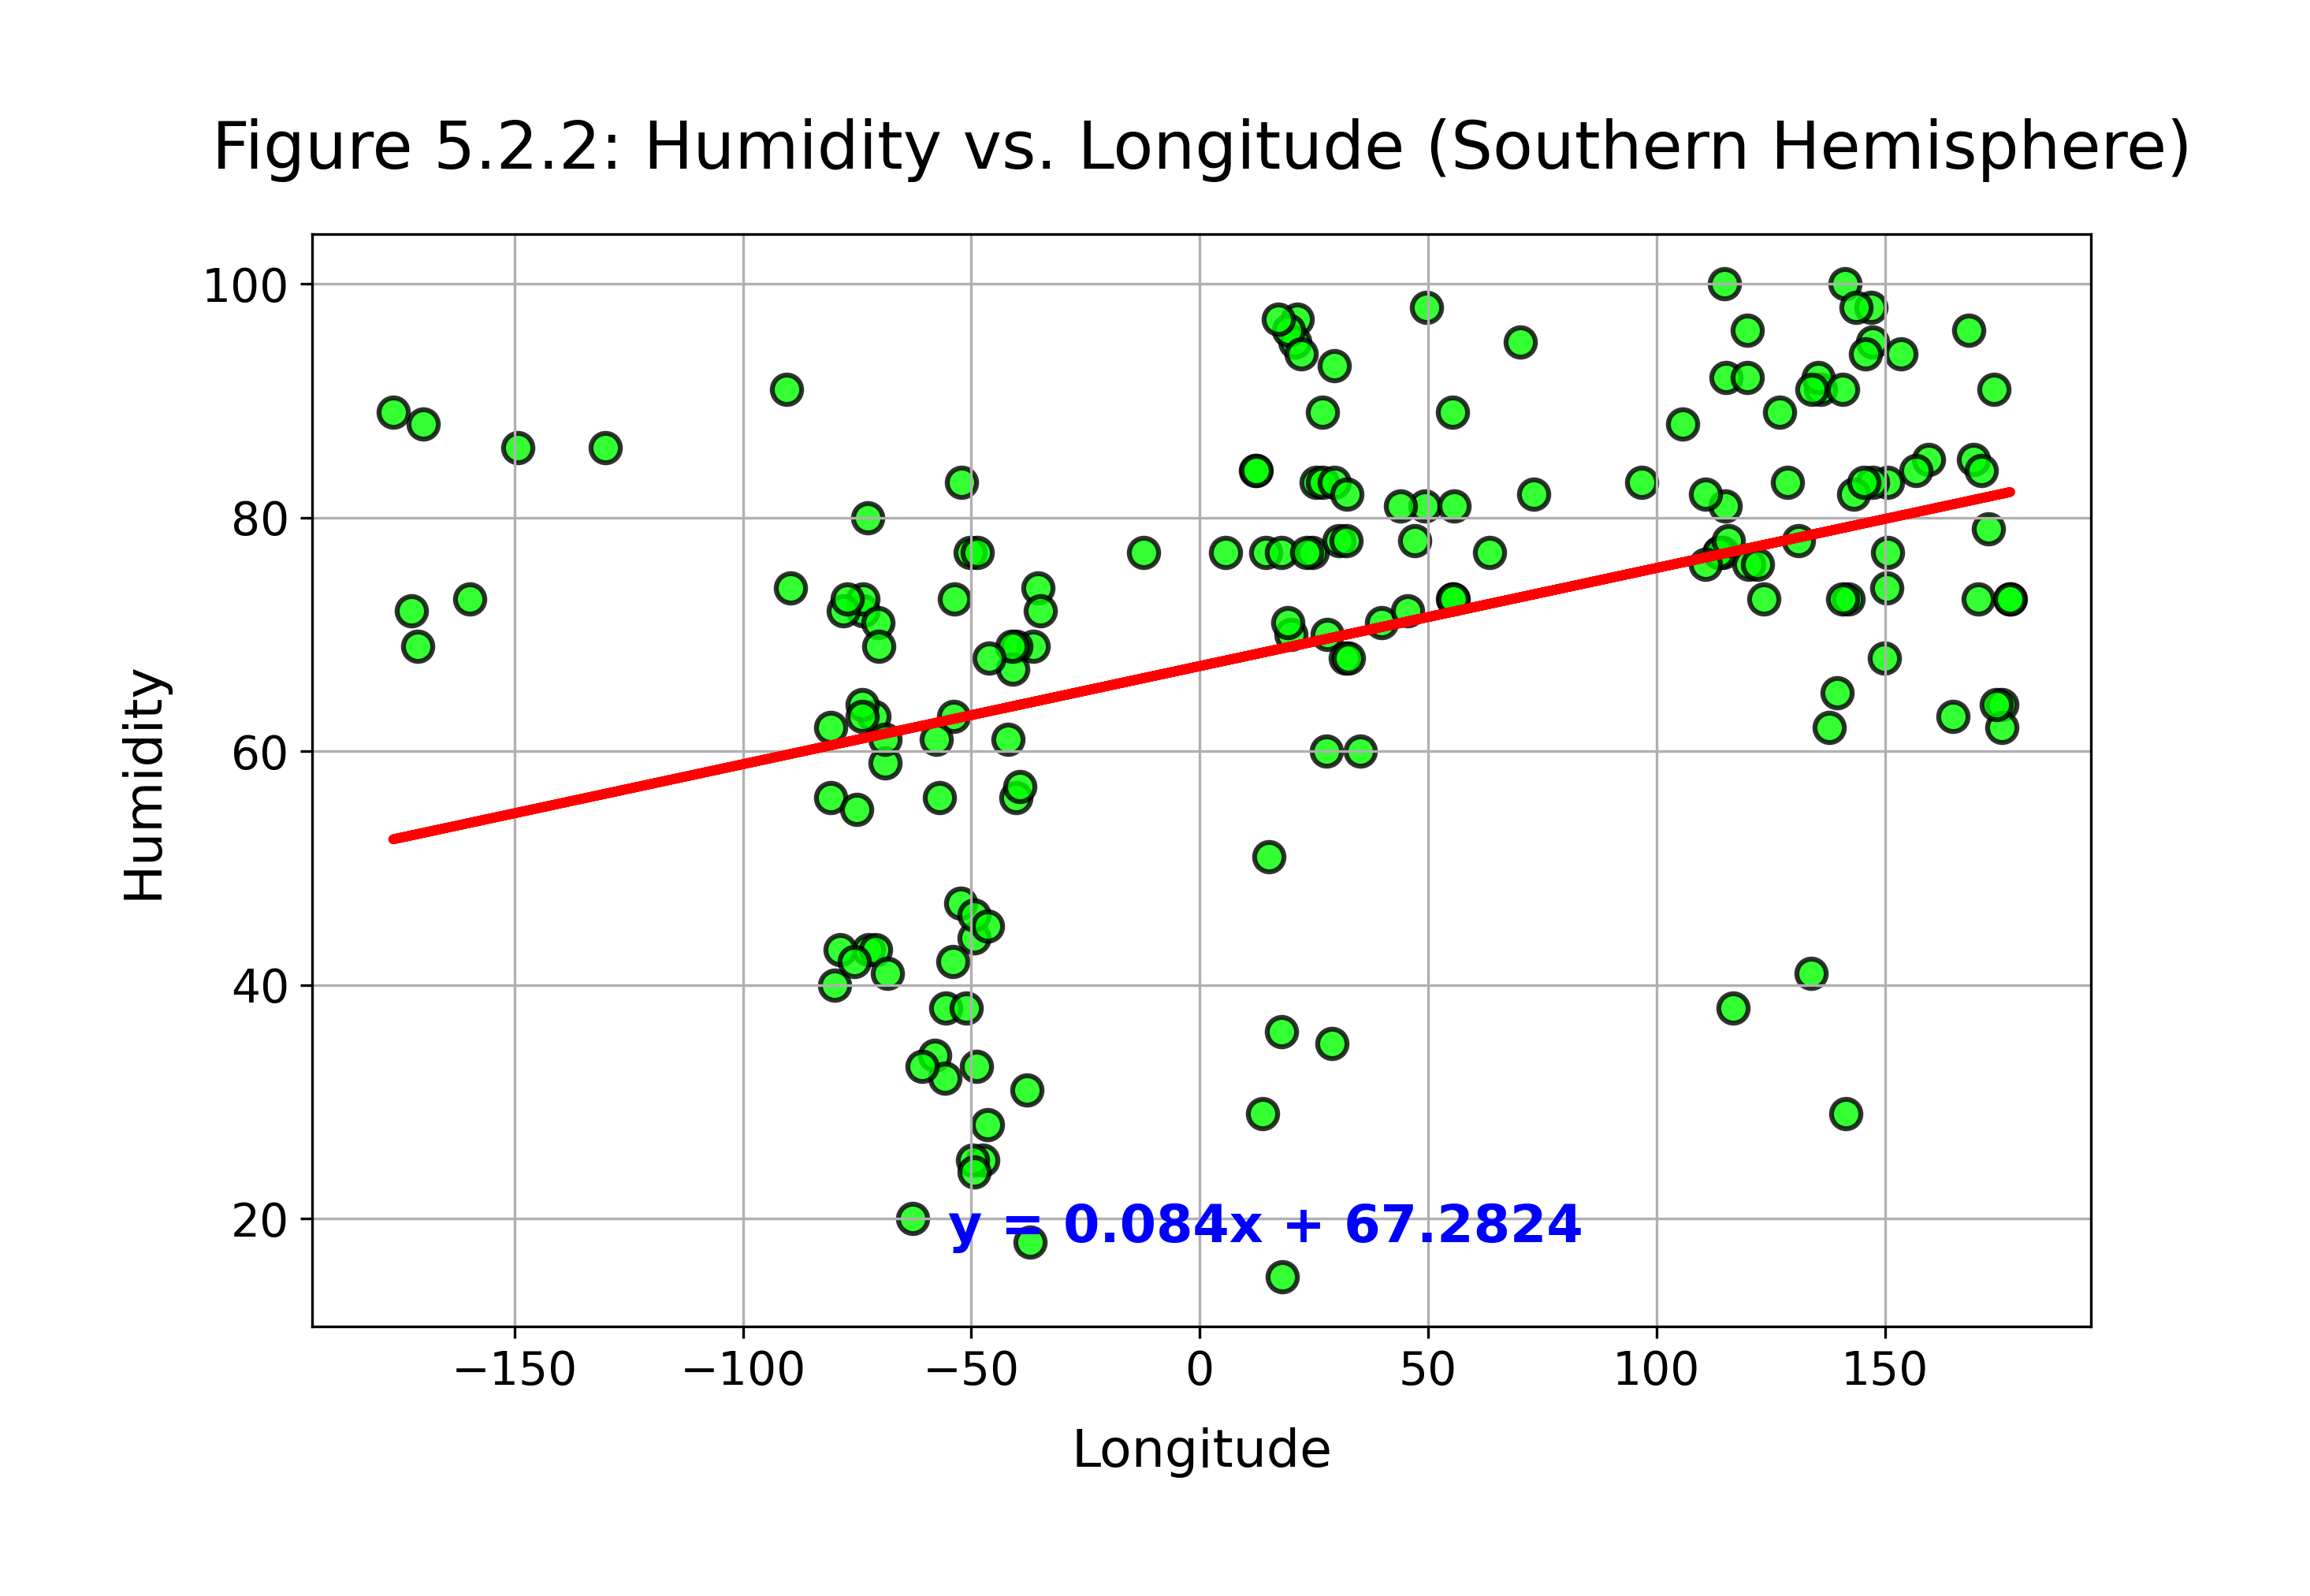 Figure 5.2.2: Humidity vs. Longitude (Southern Hemisphere)
100
80
60
40
20
Humidity
y = 0.084x + 67.2824
−150 −100 −50 0 50 100 150
Longitude